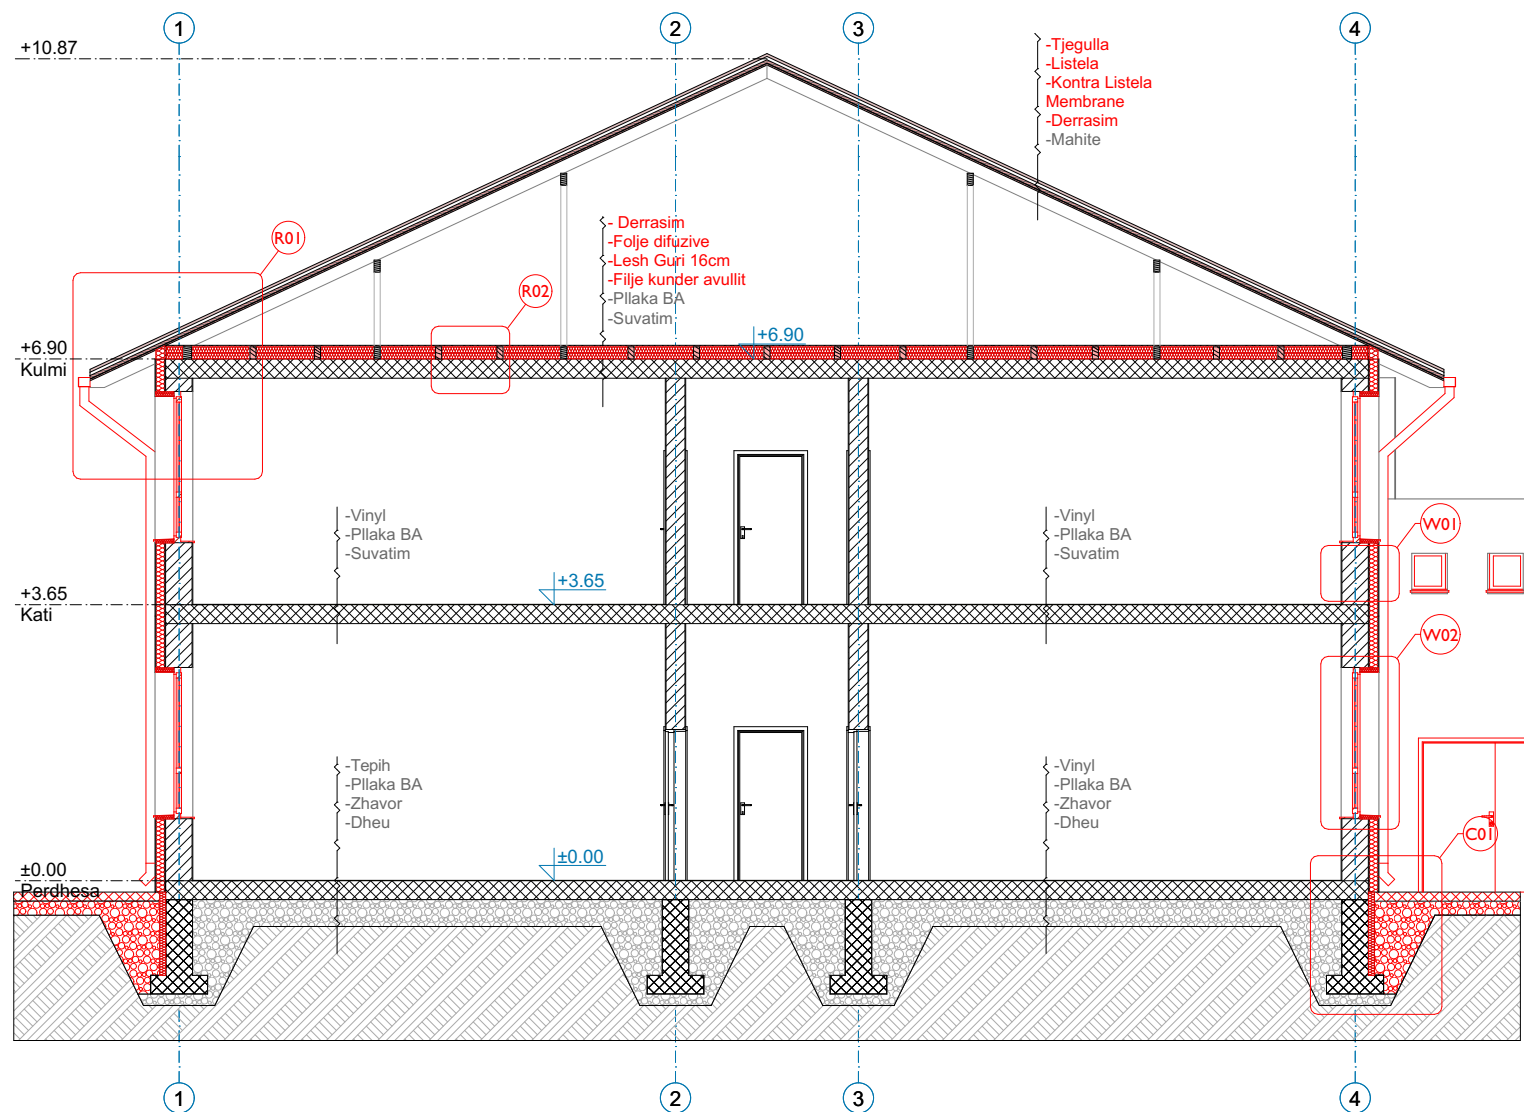 1
2
3
4
+10.87
-Tjegulla
-Listela
-Kontra Listela
Membrane
-Derrasim
-Mahite
R01
- Derrasim
-Folje difuzive
-Lesh Guri 16cm
-Filje kunder avullit
-Pllaka BA
-Suvatim
R02
+6.90
+6.90
Kulmi
-Vinyl
-Pllaka BA
-Suvatim
-Vinyl
-Pllaka BA
-Suvatim
W01
+3.65
+3.65
Kati
W02
-Tepih
-Pllaka BA
-Zhavor
-Dheu
-Vinyl
-Pllaka BA
-Zhavor
-Dheu
C01
±0.00
±0.00
Perdhesa
1
2
3
4